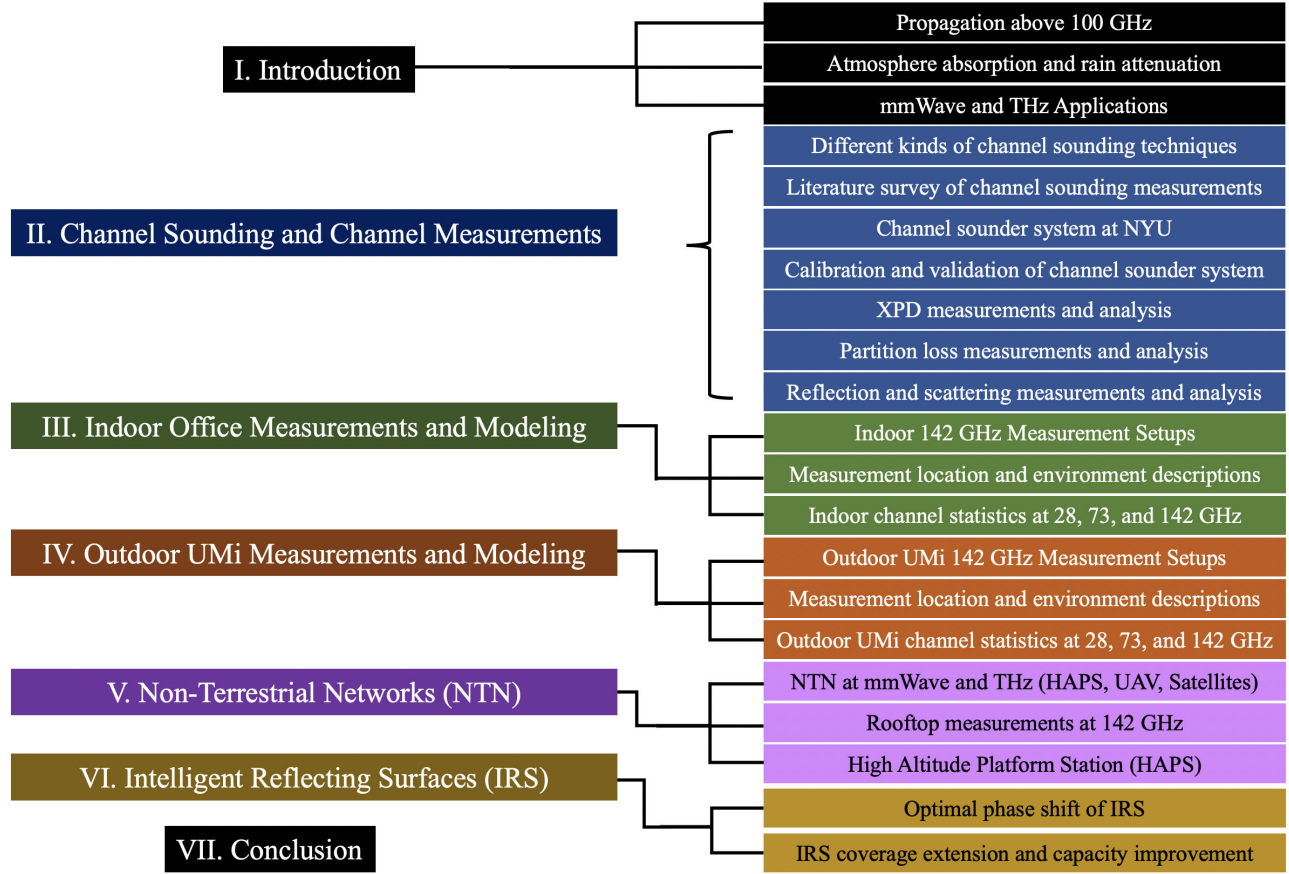 I. Introduction
Propagation above 100 GHz
Atmosphere absorption and rain attenuation
mmWave and THz Applications
II. Channel Sounding and Channel Measurements
Different kinds of channel sounding techniques
Literature survey of channel sounding measurements
Channel sounder system at NYU
Calibration and validation of channel sounder system
XPD measurements and analysis
Partition loss measurements and analysis
Reflection and scattering measurements and analysis
III. Indoor Office Measurements and Modeling
Indoor 142 GHz Measurement Setups
Measurement location and environment descriptions
Indoor channel statistics at 28, 73, and 142 GHz
IV. Outdoor UMi Measurements and Modeling
Outdoor UMi 142 GHz Measurement Setups
Measurement location and environment descriptions
Outdoor UMi channel statistics at 28, 73, and 142 GHz
V. Non-Terrestrial Networks (NTN)
NTN at mmWave and THz (HAPS, UAV, Satellites)
Rooftop measurements at 142 GHz
High Altitude Platform Station (HAPS)
VI. Intelligent Reflecting Surfaces (IRS)
Optimal phase shift of IRS
IRS coverage extension and capacity improvement
VII. Conclusion